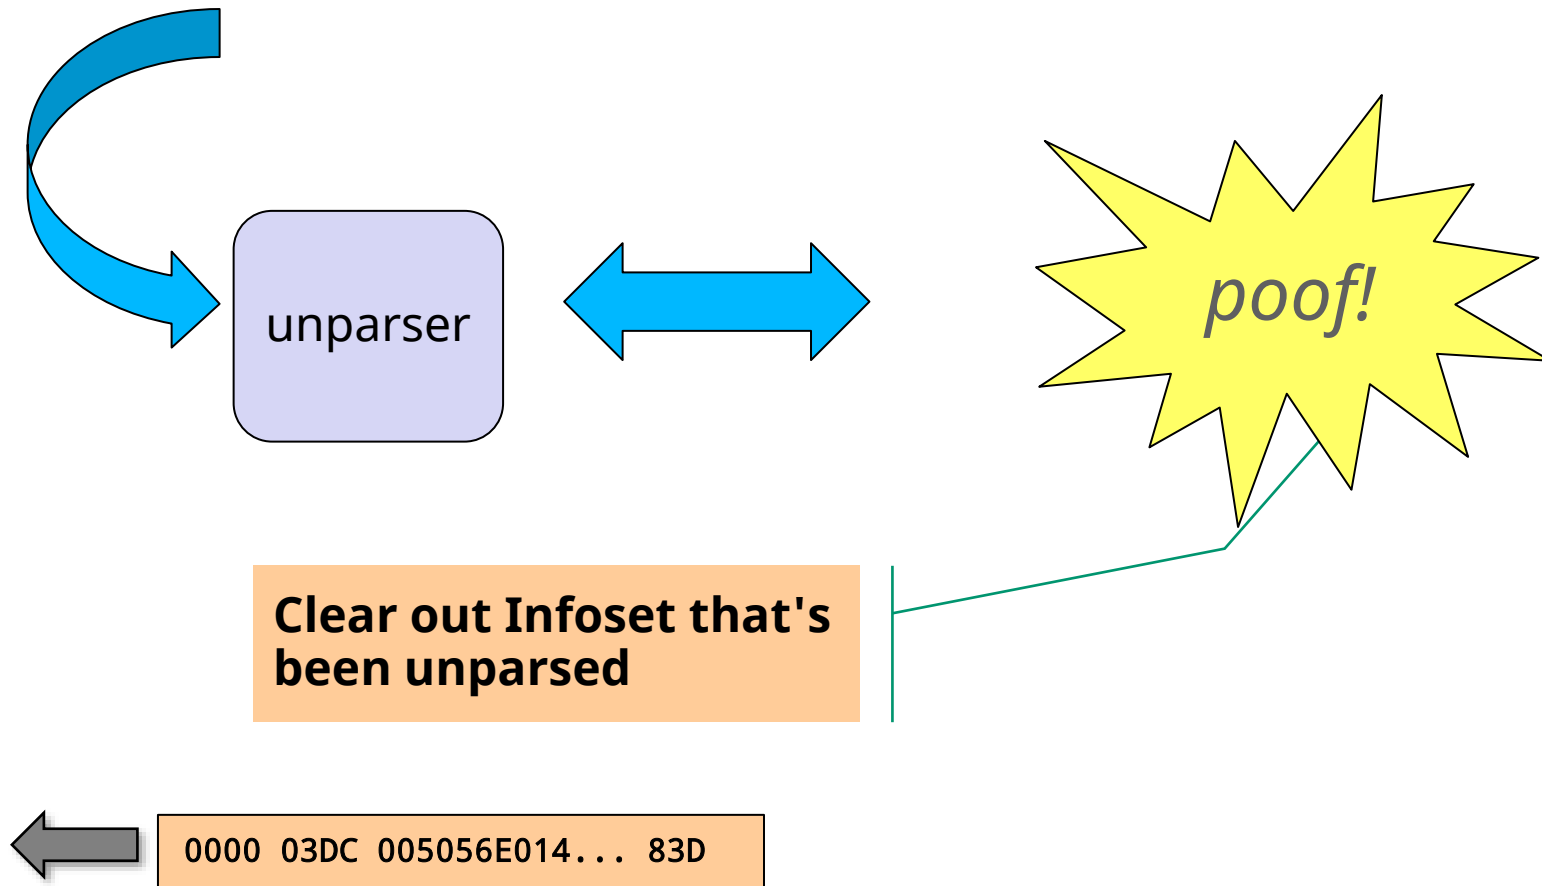 unparser
poof!
Clear out Infoset that's
been unparsed
0000 03DC 005056E014... 83D